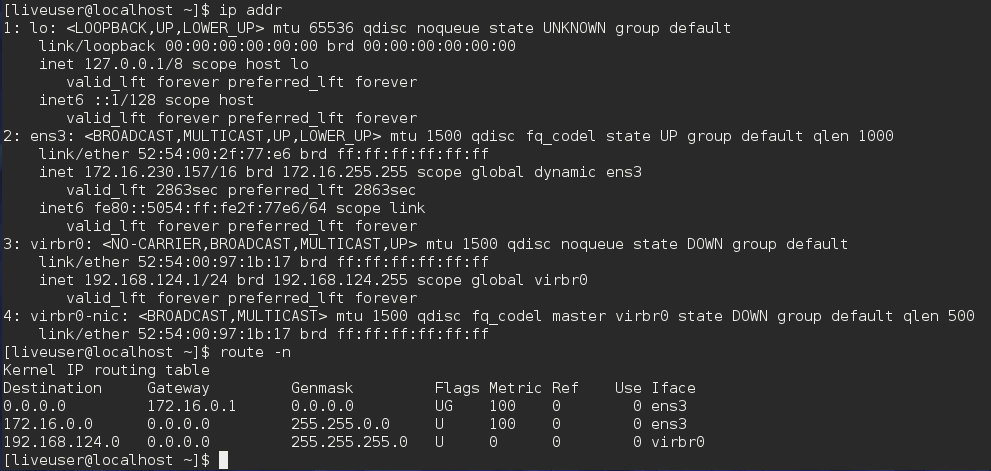 [liveuser@localhost ~]$ ip addr
1: lo: <LOOPBACK,UP,LOWER_UP> mtu 65536 qdisc noqueue state UNKNOWN group default
    link/loopback 00:00:00:00:00:00 brd 00:00:00:00:00:00
    inet 127.0.0.1/8 scope host lo
       valid_lft forever preferred_lft forever
    inet6 ::1/128 scope host
       valid_lft forever preferred_lft forever
2: ens3: <BROADCAST,MULTICAST,UP,LOWER_UP> mtu 1500 qdisc fq_codel state UP group default qlen 1000
    link/ether 52:54:00:2f:77:e6 brd ff:ff:ff:ff:ff:ff
    inet 172.16.230.157/16 brd 172.16.255.255 scope global dynamic ens3
       valid_lft 2863sec preferred_lft 2863sec
    inet6 fe80::5054:ff:fe2f:77e6/64 scope link
       valid_lft forever preferred_lft forever
3: virbr0: <NO-CARRIER,BROADCAST,MULTICAST,UP> mtu 1500 qdisc noqueue state DOWN group default
    link/ether 52:54:00:97:1b:17 brd ff:ff:ff:ff:ff:ff
    inet 192.168.124.1/24 brd 192.168.124.255 scope global virbr0
       valid_lft forever preferred_lft forever
4: virbr0-nic: <BROADCAST,MULTICAST> mtu 1500 qdisc fq_codel master virbr0 state DOWN group default qlen 500
    link/ether 52:54:00:97:1b:17 brd ff:ff:ff:ff:ff:ff
[liveuser@localhost ~]$ route -n
Kernel IP routing table
Destination     Gateway         Genmask         Flags Metric Ref    Use Iface
0.0.0.0         172.16.0.1      0.0.0.0         UG    100    0        0 ens3
172.16.0.0      0.0.0.0         255.255.0.0     U     100    0        0 ens3
192.168.124.0   0.0.0.0         255.255.255.0   U     0      0        0 virbr0
[liveuser@localhost ~]$